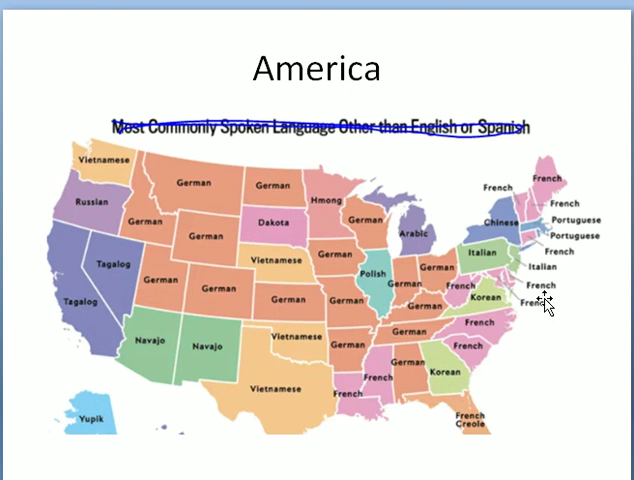 America
Most Commonly Spoken Language Other than English or Spanish
Vietnamese
German
German
Hmong
French
French
French
Russian
German
German
Dakota
German
Arabic
Chinese
Portuguese
Portuguese
French
Tagalog
Vietnamese
German
Italian
Italian
Tagalog
German
German
Polish
German
German
French
French
German
German
German
Korean
French
Navajo
Navajo
Vietnamese
German
German
French
French
Vietnamese
French
French
German
Korean
Yupik
French
Creole